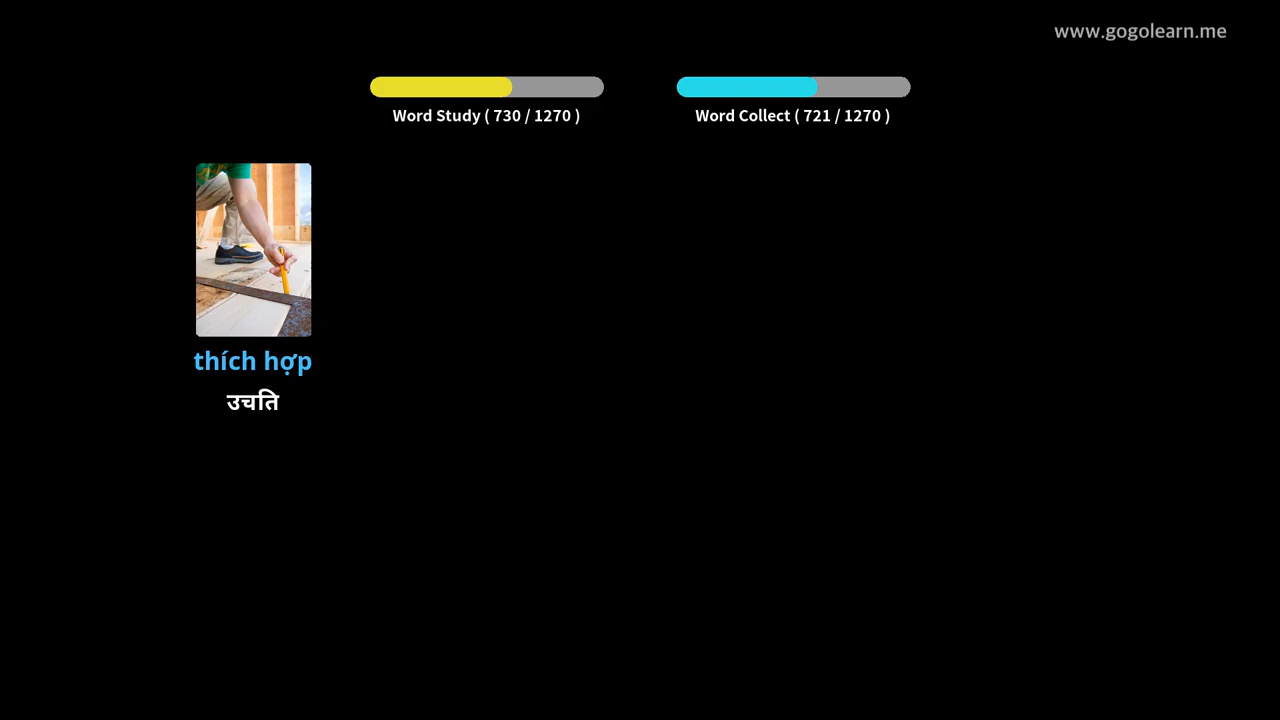 www.gogolearn.me
Word Study ( 730 / 1270 )
Word Collect ( 721 / 1270 )
thích hợp
उचति